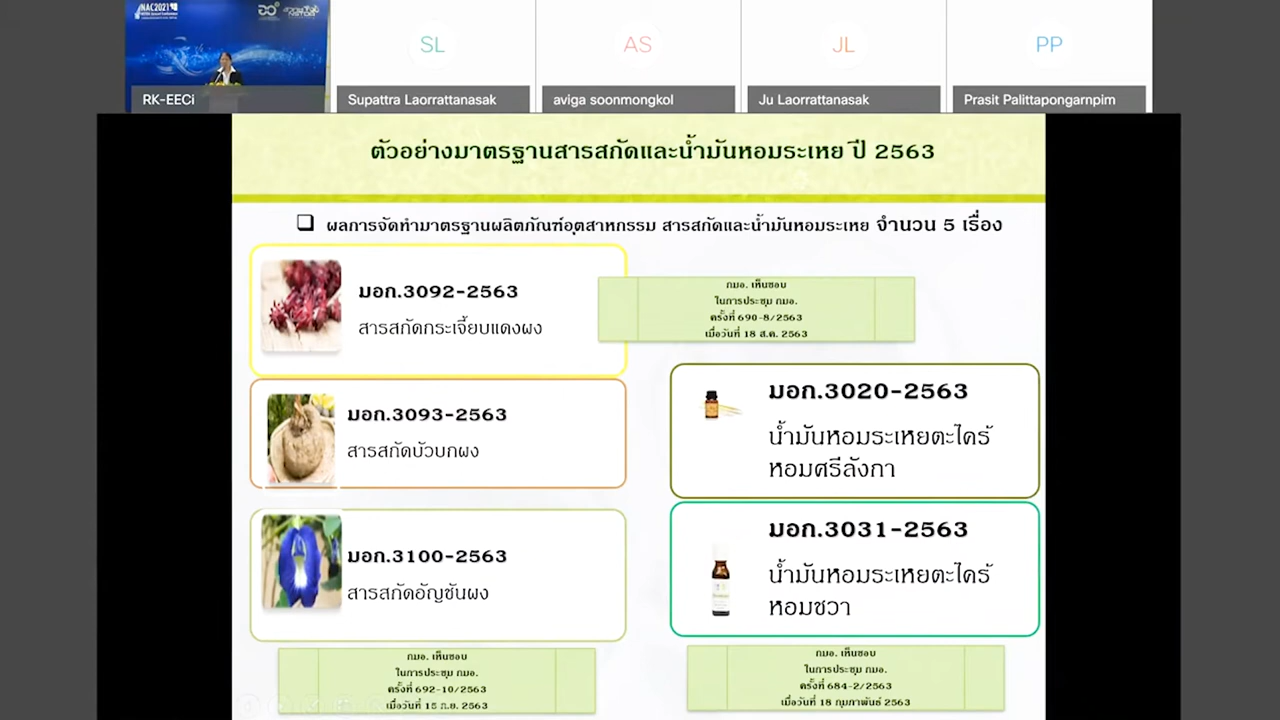 NAC2021
RK-EECi
SL
Supattra Laorrattanasak
AS
aviga soonmongkol
JL
Ju Laorrattanasak
PP
Prasit Palittapongarnpim
ตัวอย่างมาตรฐานสารสกัดและน้ำมันหอมระเหย ปี 2563
ผลการจัดทำมาตรฐานผลิตภัณฑ์อุตสาหกรรม สารสกัดและน้ำมันหอมระเหย จำนวน 5 เรื่อง
มอก.3092-2563
สารสกัดกระเจี๊ยบแดงผง
กมอ. เห็นชอบ
ในการประชุม กมอ.
ครั้งที่ 690-8/2563
เมื่อวันที่ 18 ส.ค. 2563
มอก.3093-2563
สารสกัดบัวบกผง
มอก.3100-2563
สารสกัดอัญชันผง
กมอ. เห็นชอบ
ในการประชุม กมอ.
ครั้งที่ 692-10/2563
เมื่อวันที่ 15 ก.ย. 2563
มอก.3020-2563
น้ำมันหอมระเหยตะไคร้
หอมศรีลังกา
มอก.3031-2563
น้ำมันหอมระเหยตะไคร้
หอมชวา
กมอ. เห็นชอบ
ในการประชุม กมอ.
ครั้งที่ 684-2/2563
เมื่อวันที่ 18 กุมภาพันธ์ 2563